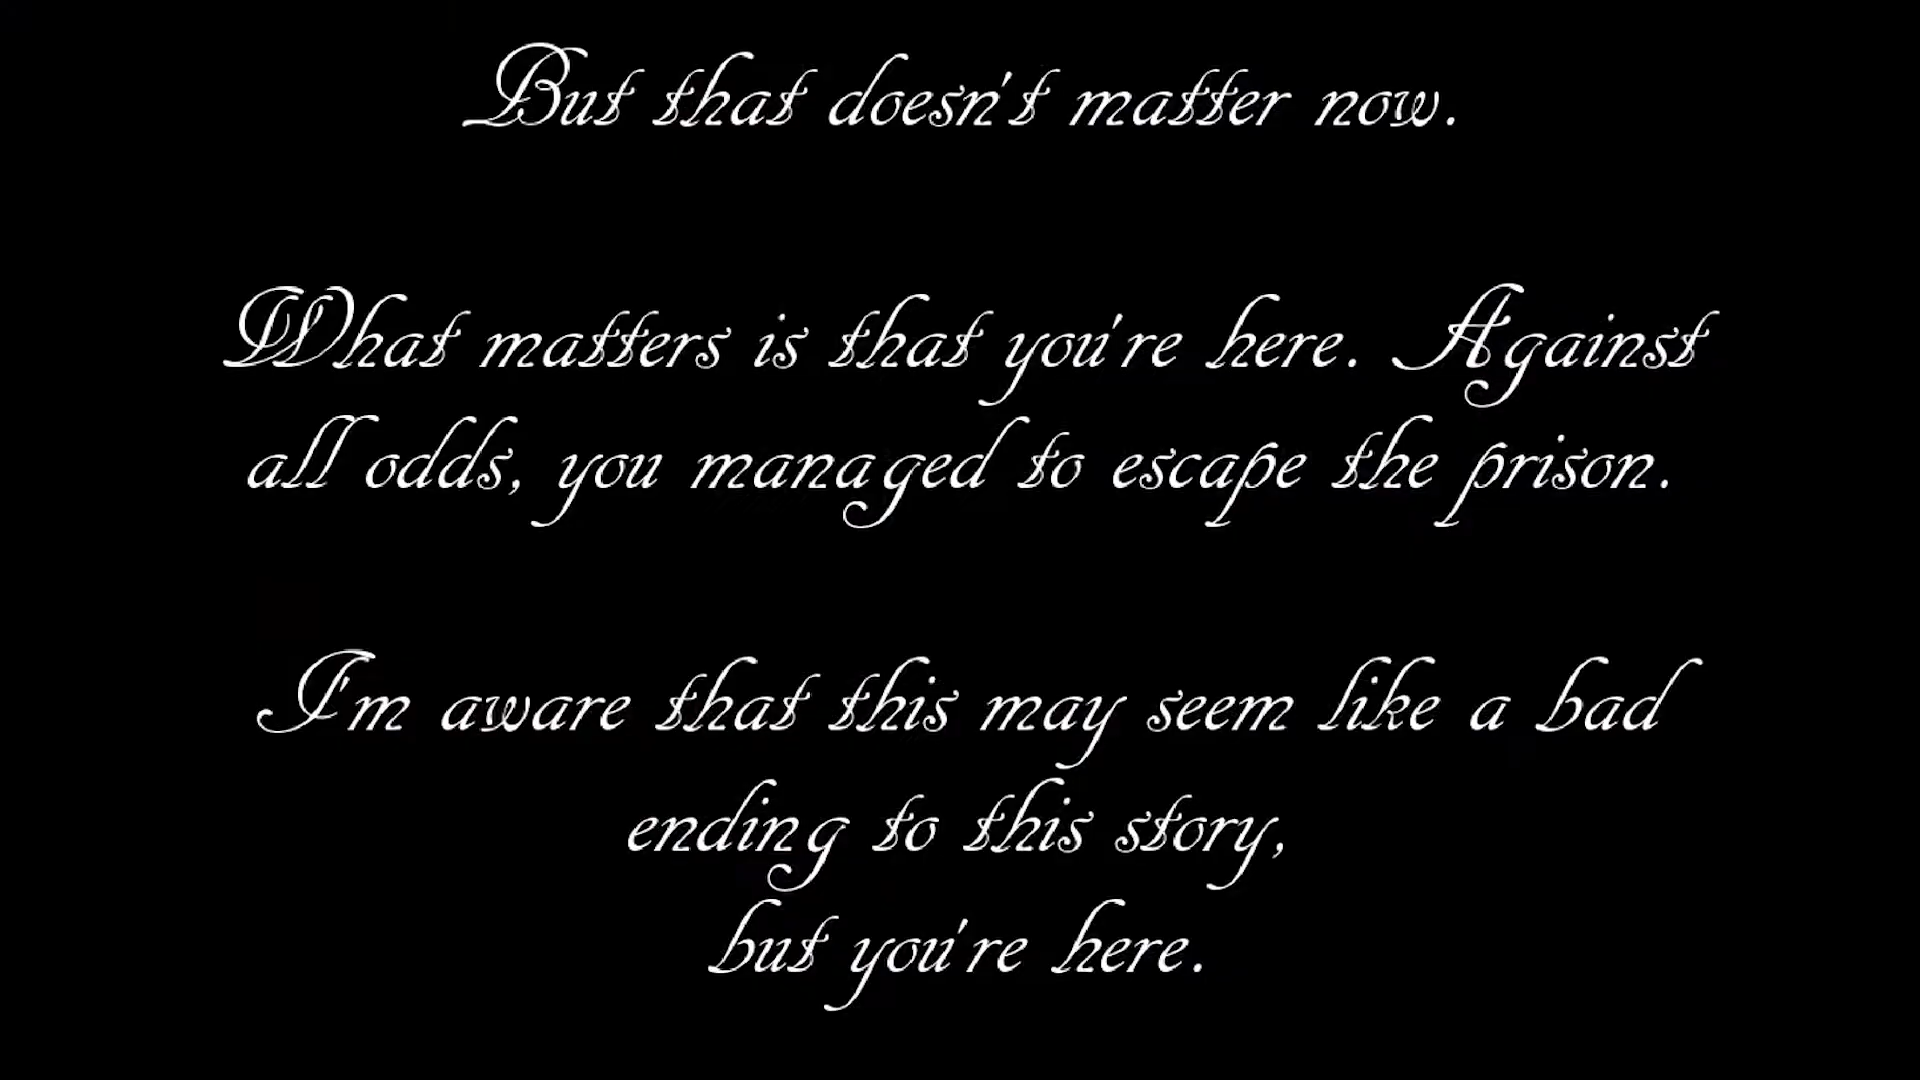 But that doesn't matter now.
What matters is that you're here. Against
all odds, you managed to escape the prison.
I'm aware that this may seem like a bad
ending to this story,
but you're here.